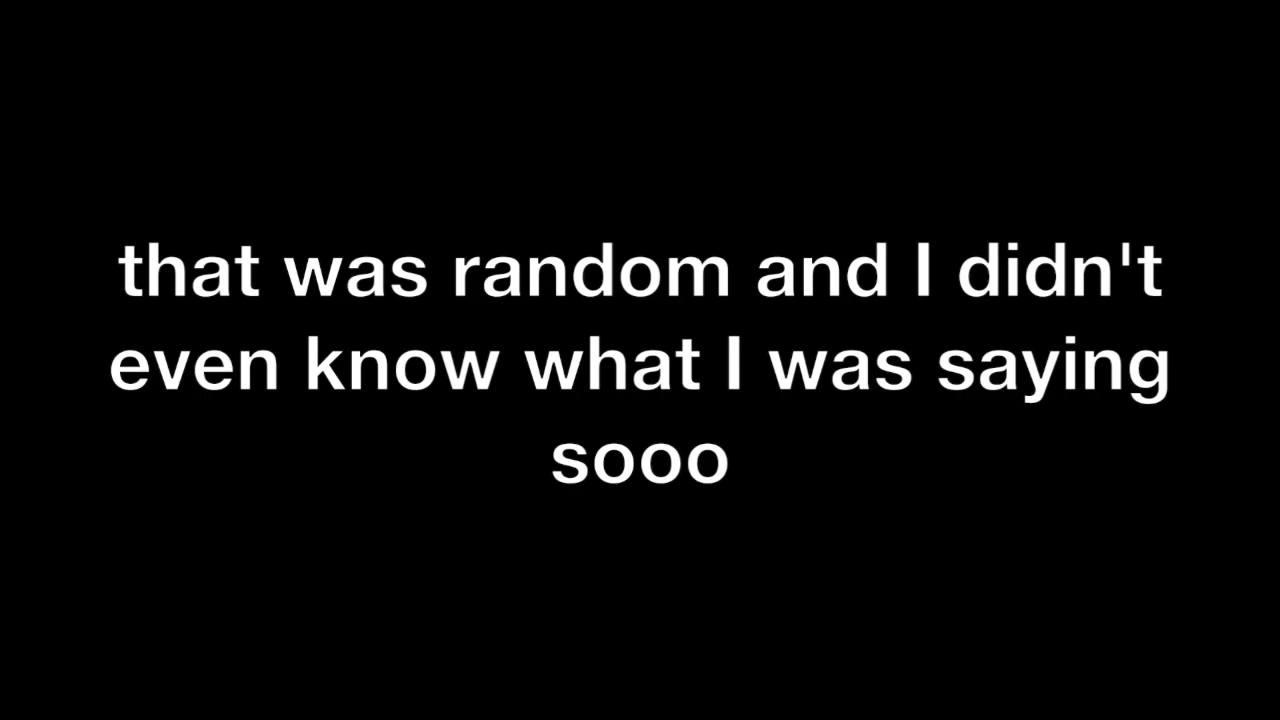 that was random and I didn't
even know what I was saying
sooo